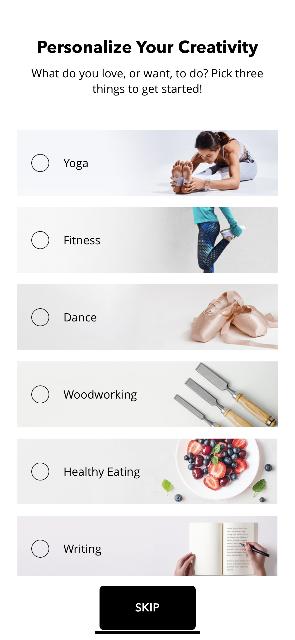 Personalize Your Creativity
What do you love, or want, to do? Pick three
things to get started!
Yoga
Fitness
Dance
Woodworking
Healthy Eating
Writing
SKIP